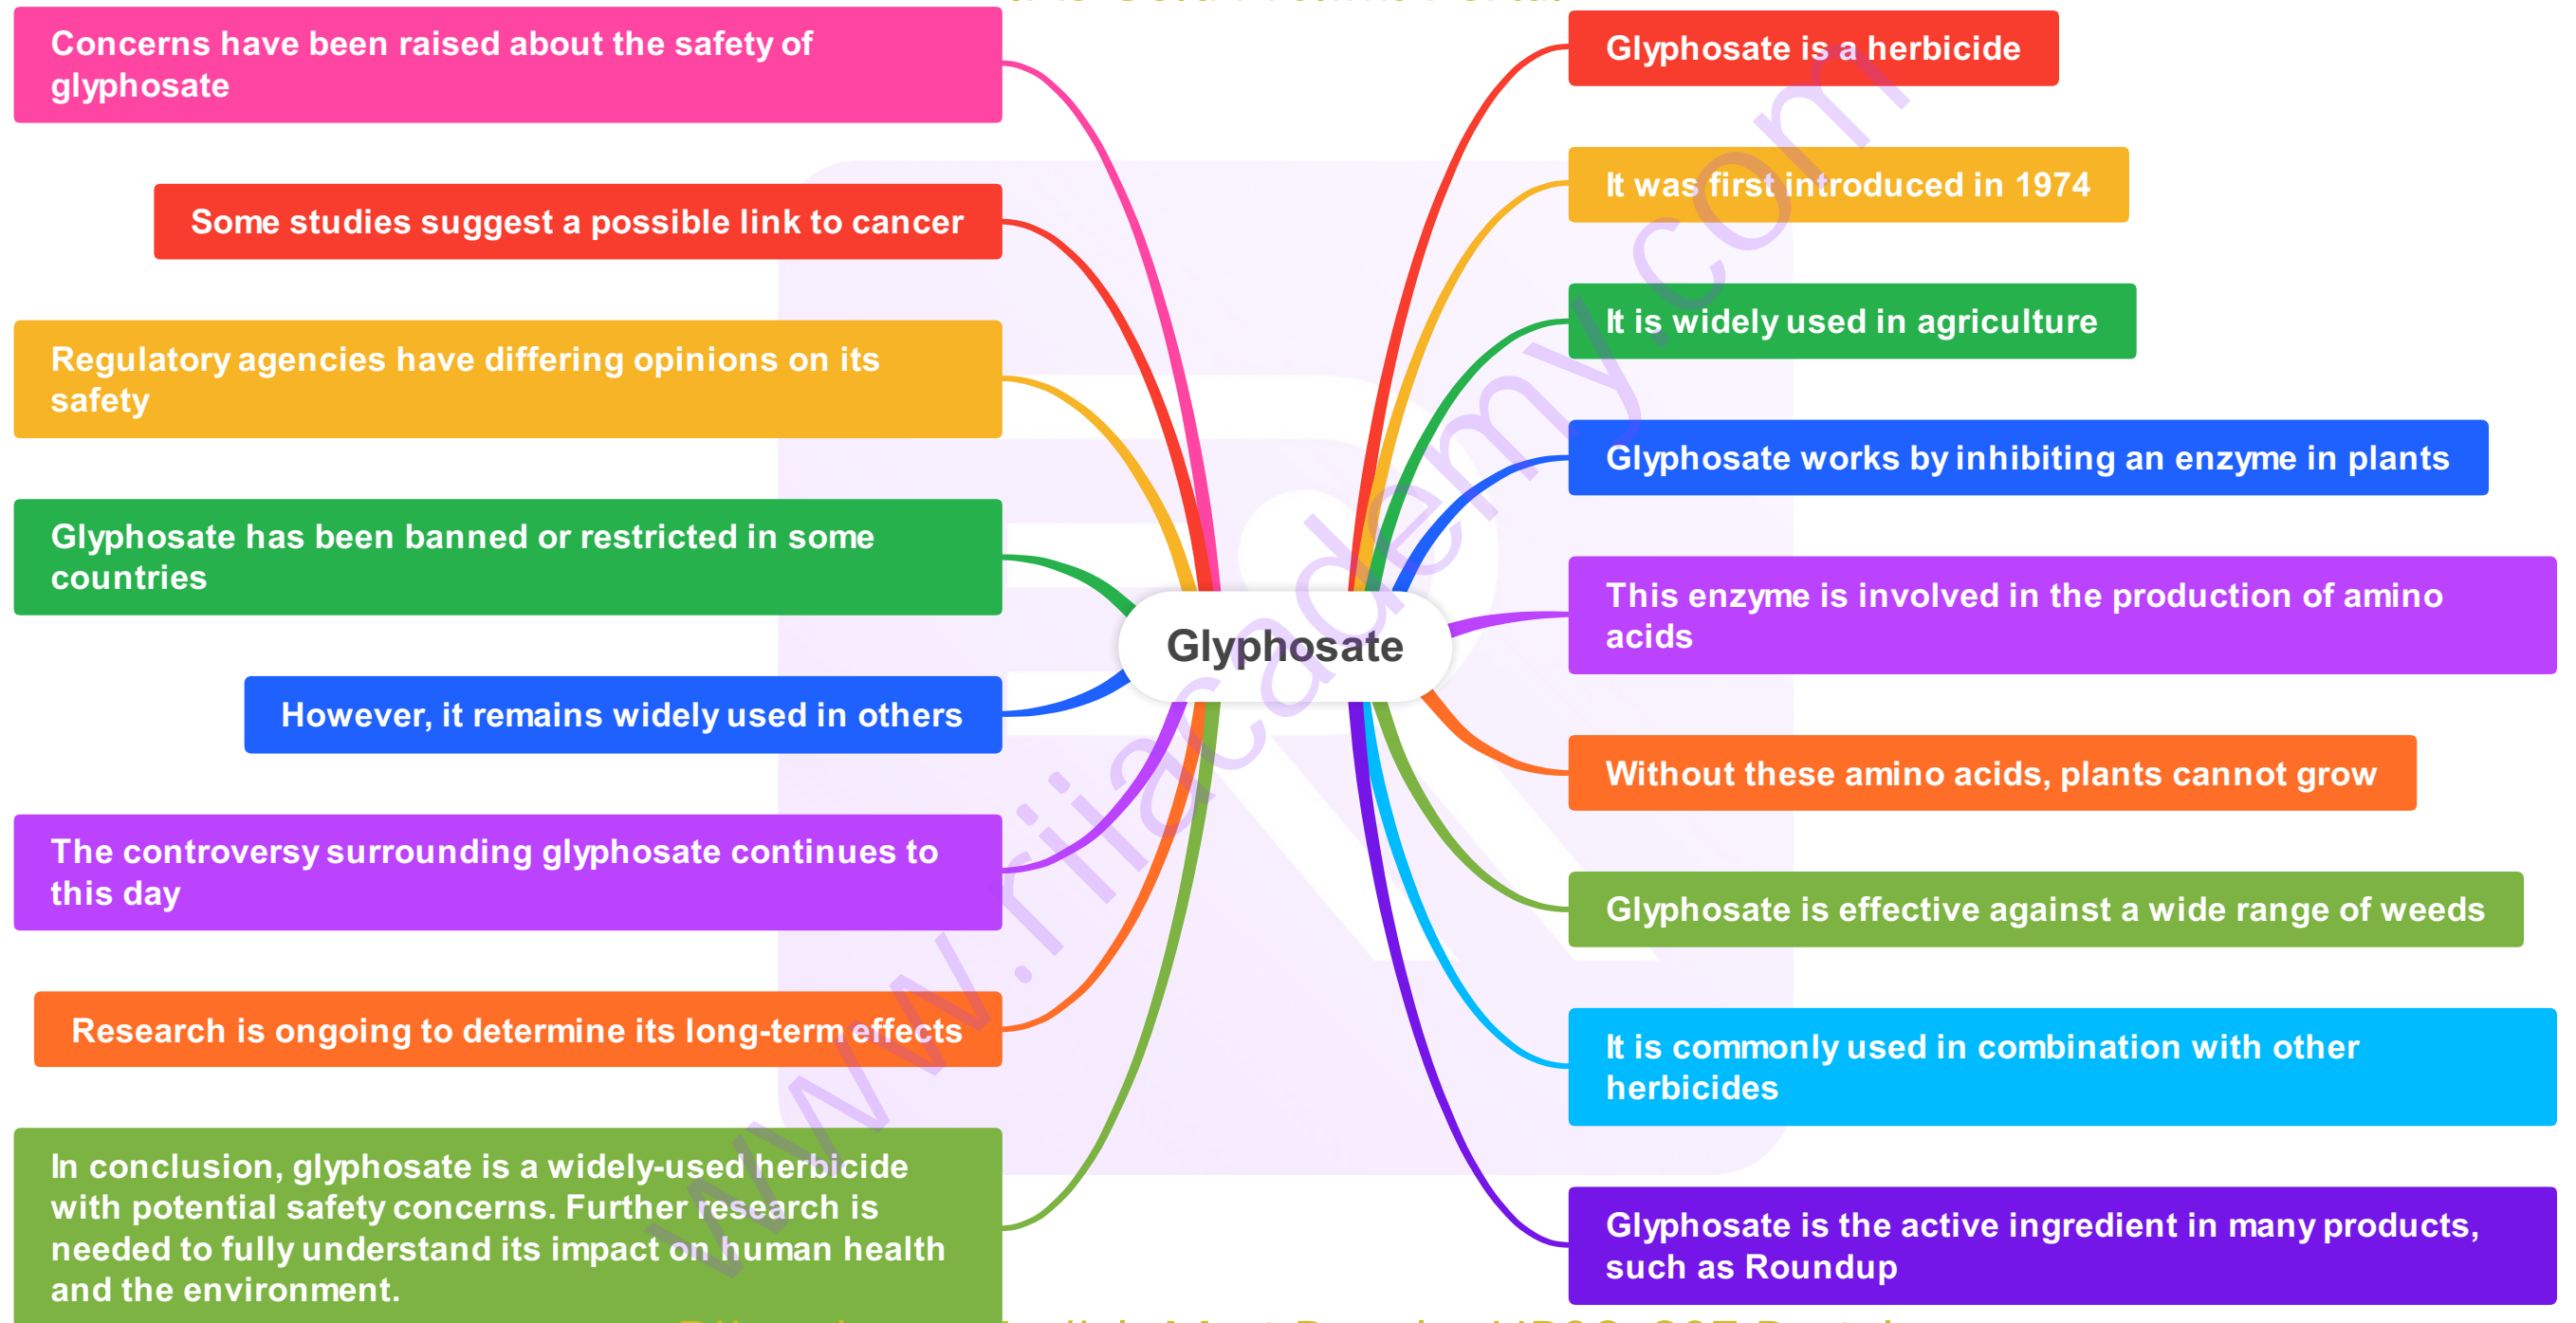 Concerns have been raised about the safety of
glyphosate
Some studies suggest a possible link to cancer
Regulatory agencies have differing opinions on its
safety
Glyphosate has been banned or restricted in some
countries
However, it remains widely used in others
The controversy surrounding glyphosate continues to
this day
Research is ongoing to determine its long-term effects
In conclusion, glyphosate is a widely-used herbicide
with potential safety concerns. Further research is
needed to fully understand its impact on human health
and the environment.
Glyphosate
Glyphosate is a herbicide
It was first introduced in 1974
It is widely used in agriculture
Glyphosate works by inhibiting an enzyme in plants
This enzyme is involved in the production of amino
acids
Without these amino acids, plants cannot grow
Glyphosate is effective against a wide range of weeds
It is commonly used in combination with other
herbicides
Glyphosate is the active ingredient in many products,
such as Roundup
www.rijacademy.com